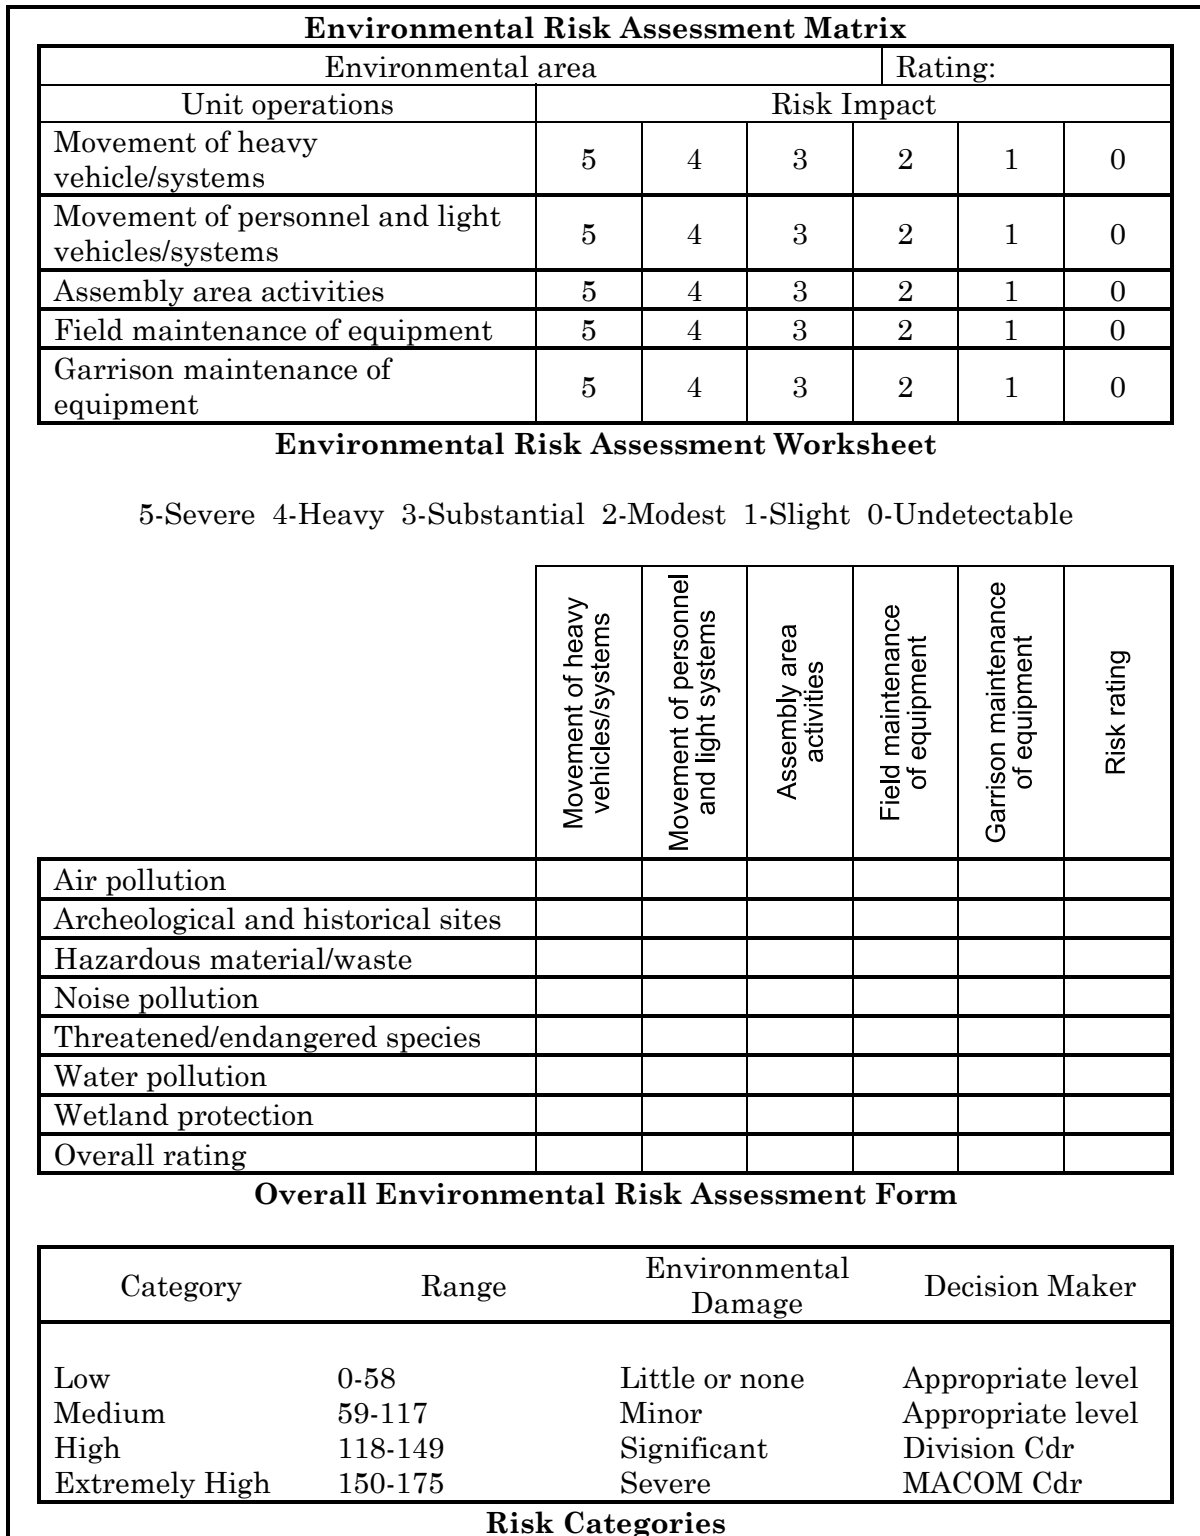 Environmental Risk Assessment Matrix
Environmental area Rating:
Unit operations Risk Impact
Movement of heavy
vehicle/systems 5 4 3 2 1 0
Movement of personnel and light
vehicles/systems 5 4 3 2 1 0
Assembly area activities 5 4 3 2 1 0
Field maintenance of equipment 5 4 3 2 1 0
Garrison maintenance of
equipment 5 4 3 2 1 0
Environmental Risk Assessment Worksheet
5-Severe 4-Heavy 3-Substantial 2-Modest 1-Slight 0-Undetectable
Movement of heavy
vehicles/systems
Movement of personnel
and light systems
Assembly area
activities
Field maintenance
of equipment
Garrison maintenance
of equipment
Risk rating
Air pollution
Archeological and historical sites
Hazardous material/waste
Noise pollution
Threatened/endangered species
Water pollution
Wetland protection
Overall rating
Overall Environmental Risk Assessment Form
Category Range Environmental
Damage Decision Maker
Low 0-58 Little or none Appropriate level
Medium 59-117 Minor Appropriate level
High 118-149 Significant Division Cdr
Extremely High 150-175 Severe MACOM Cdr
Risk Categories